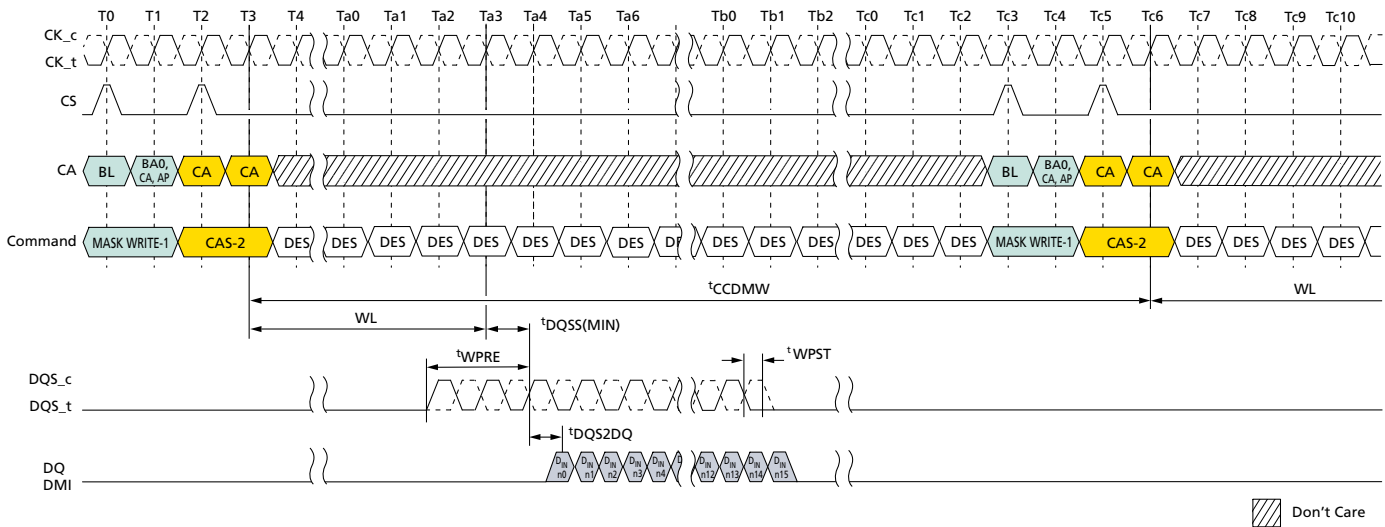 T0 T1 T2 T3 T4 Ta0 Ta1 Ta2 Ta3 Ta4 Ta5 Ta6 Tb0 Tb1 Tb2 Tc0 Tc1 Tc2 Tc3 Tc4 Tc5 Tc6 Tc7 Tc8 Tc9 Tc10
CK_c
CK_t
CS
CA BL BA0, CA, AP CA CA BL BA0, CA, AP CA CA
Command MASK WRITE-1 CAS-2 DES DES DES DES DES DES DES DES DES DES DES DES DES DES MASK WRITE-1 CAS-2 DES DES DES DES
tCCDMW WL
WL tDQSS(MIN)
tWPRE tWPST
DQS_c
DQS_t
tDQS2DQ
DQ
DMI
DIN n0 DIN n1 DIN n2 DIN n3 DIN n4 DIN n12 DIN n13 DIN n14 DIN n15
Don't Care